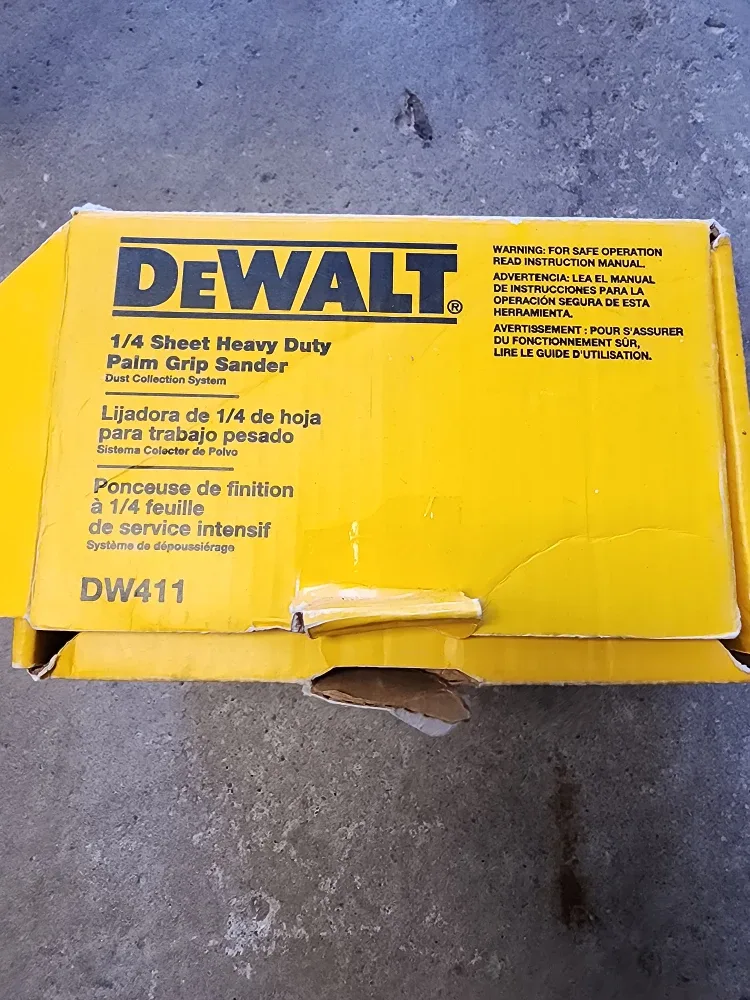 DEWALT®
1/4 Sheet Heavy Duty
Palm Grip Sander
Dust Collection System
Lijadora de 1/4 de hoja
para trabajo pesado
Sistema Colector de Polvo
Ponceuse de finition
à 1/4 feuille
de service intensif
Système de dépoussiérage
DW411
WARNING: FOR SAFE OPERATION
READ INSTRUCTION MANUAL.
ADVERTENCIA: LEA EL MANUAL
DE INSTRUCCIONES PARA LA
OPERACIÓN SEGURA DE ESTA
HERRAMIENTA.
AVERTISSEMENT : POUR S'ASSURER
DU FONCTIONNEMENT SÛR,
LIRE LE GUIDE D'UTILISATION.